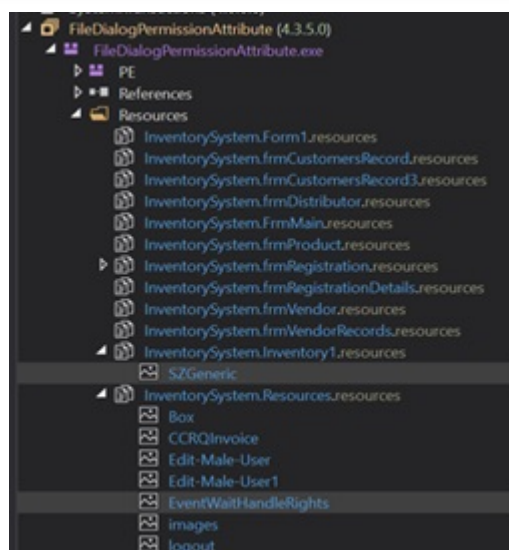 FileDialogPermissionAttribute (4.3.5.0)
FileDialogPermissionAttribute.exe
PE
References
Resources
InventorySystem.Form1.resources
InventorySystem.frmCustomersRecord.resources
InventorySystem.frmCustomersRecord3.resources
InventorySystem.frmDistributor.resources
InventorySystem.FrmMain.resources
InventorySystem.frmProduct.resources
InventorySystem.frmRegistration.resources
InventorySystem.frmRegistrationDetails.resources
InventorySystem.frmVendor.resources
InventorySystem.frmVendorRecords.resources
InventorySystem.Inventory1.resources
SZGeneric
InventorySystem.Resources.resources
Box
CCRQInvoice
Edit-Male-User
Edit-Male-User1
EventWaitHandleRights
images
logout